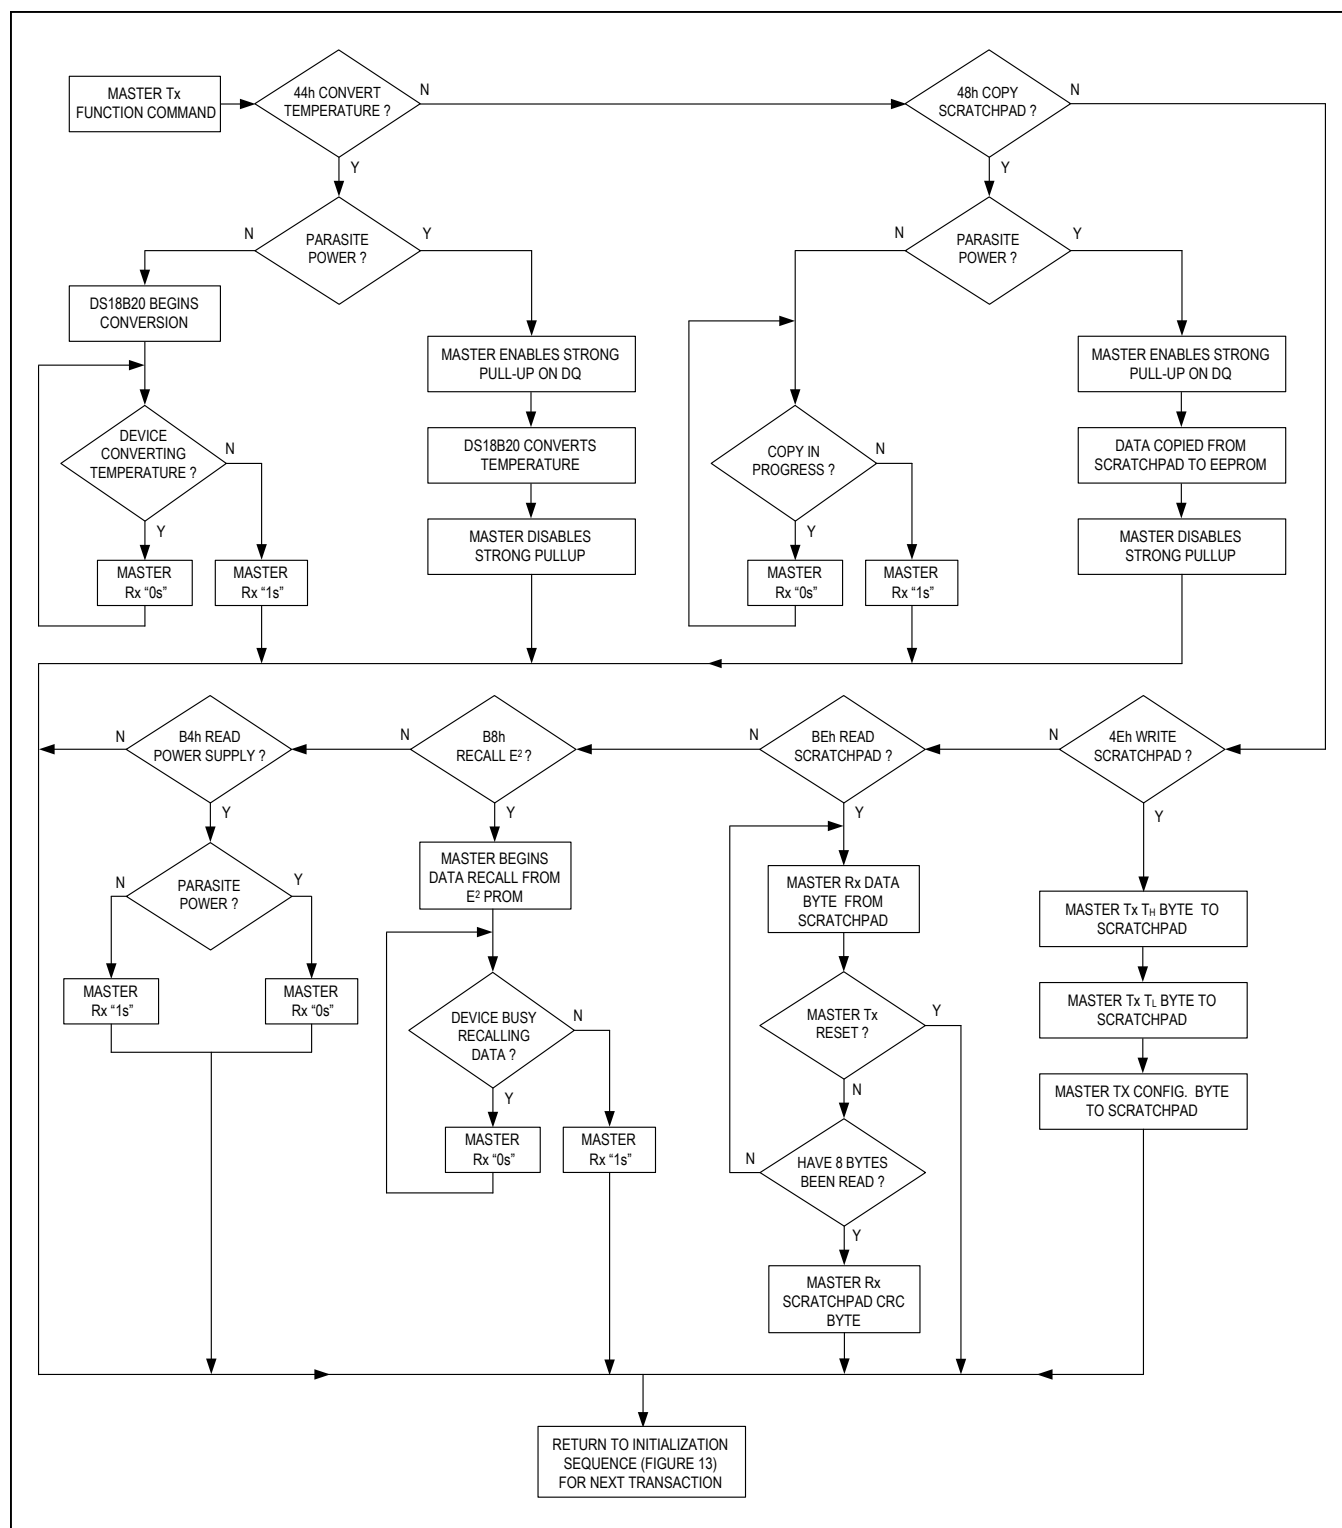 MASTER Tx
FUNCTION COMMAND
44h CONVERT
TEMPERATURE ?
N
Y
48h COPY
SCRATCHPAD ?
N
Y
PARASITE
POWER ?
N
Y
PARASITE
POWER ?
N
Y
DS18B20 BEGINS
CONVERSION
MASTER ENABLES STRONG
PULL-UP ON DQ
MASTER ENABLES STRONG
PULL-UP ON DQ
DEVICE
CONVERTING
TEMPERATURE ?
N
Y
DS18B20 CONVERTS
TEMPERATURE
COPY IN
PROGRESS ?
N
Y
DATA COPIED FROM
SCRATCHPAD TO EEPROM
MASTER DISABLES
STRONG PULLUP
MASTER DISABLES
STRONG PULLUP
MASTER
Rx “0s”
MASTER
Rx “1s”
MASTER
Rx “0s”
MASTER
Rx “1s”
B4h READ
POWER SUPPLY ?
N
Y
B8h
RECALL E² ?
N
Y
BEh READ
SCRATCHPAD ?
N
Y
4Eh WRITE
SCRATCHPAD ?
N
Y
PARASITE
POWER ?
N
Y
MASTER BEGINS
DATA RECALL FROM
E² PROM
MASTER Rx DATA
BYTE FROM
SCRATCHPAD
MASTER Tx TH BYTE TO
SCRATCHPAD
MASTER
Rx “1s”
MASTER
Rx “0s”
DEVICE BUSY
RECALLING
DATA ?
N
Y
MASTER Tx
RESET ?
Y
N
MASTER Tx TL BYTE TO
SCRATCHPAD
MASTER TX CONFIG. BYTE
TO SCRATCHPAD
MASTER
Rx “0s”
MASTER
Rx “1s”
HAVE 8 BYTES
BEEN READ ?
N
Y
MASTER Rx
SCRATCHPAD CRC
BYTE
RETURN TO INITIALIZATION
SEQUENCE (FIGURE 13)
FOR NEXT TRANSACTION